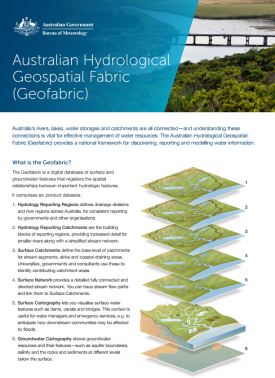 Australian Government
Bureau of Meteorology
Australian Hydrological
Geospatial Fabric
(Geofabric)
Australia's rivers, lakes, water storages and catchments are all connected—and understanding these
connections is vital for effective management of water resources. The Australian Hydrological Geospatial
Fabric (Geofabric) provides a national framework for discovering, reporting and modelling water information.
What is the Geofabric?
The Geofabric is a digital database of surface and
groundwater features that registers the spatial
relationships between important hydrologic features.
It comprises six product datasets:
1. Hydrology Reporting Regions defines drainage divisions
and river regions across Australia, for consistent reporting
by governments and other organisations.
2. Hydrology Reporting Catchments are the building
blocks of reporting regions, providing increased detail for
smaller rivers along with a simplified stream network.
3. Surface Catchments define the base level of catchments
for stream segments, sinks and coastal draining areas.
Universities, governments and consultants use these to
identify contributing catchment areas.
4. Surface Network provides a detailed fully connected and
directed stream network. You can trace stream flow paths
and link them to Surface Catchments.
5. Surface Cartography lets you visualise surface water
features such as dams, canals and bridges. This context is
useful for water managers and emergency services, e.g. to
anticipate how downstream communities may be affected
by floods.
6. Groundwater Cartography shows groundwater
resources and their features—such as aquifer boundaries,
salinity and the rocks and sediments at different levels
below the surface.
1
2
3
4
5
6